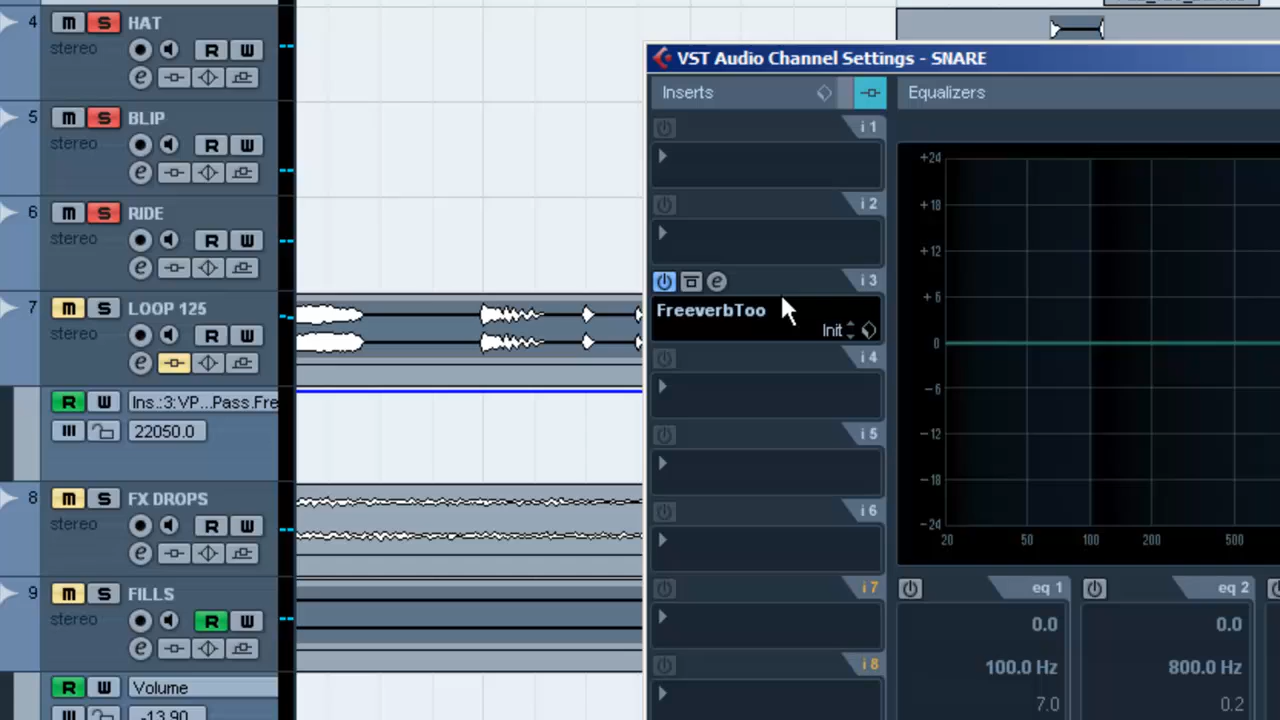 4 M S HAT
stereo
R W
e
5 M S BLIP
stereo
R W
e
6 M S RIDE
stereo
R W
e
7 M S LOOP 125
stereo
R W
e
R W Ins.:3:VP...Pass.Fre
22050.0
8 M S FX DROPS
stereo
R W
e
9 M S FILLS
stereo
R W
e
R W Volume
-13.90
VST Audio Channel Settings - SNARE
Inserts
Equalizers
i 1
i 2
i 3
e
FreeverbToo
Init
i 4
i 5
i 6
i 7
i 8
+24
+18
+12
+6
0
-6
-12
-18
-24
20 50 100 200 500
eq 1
0.0
100.0 Hz
7.0
eq 2
0.0
800.0 Hz
0.2